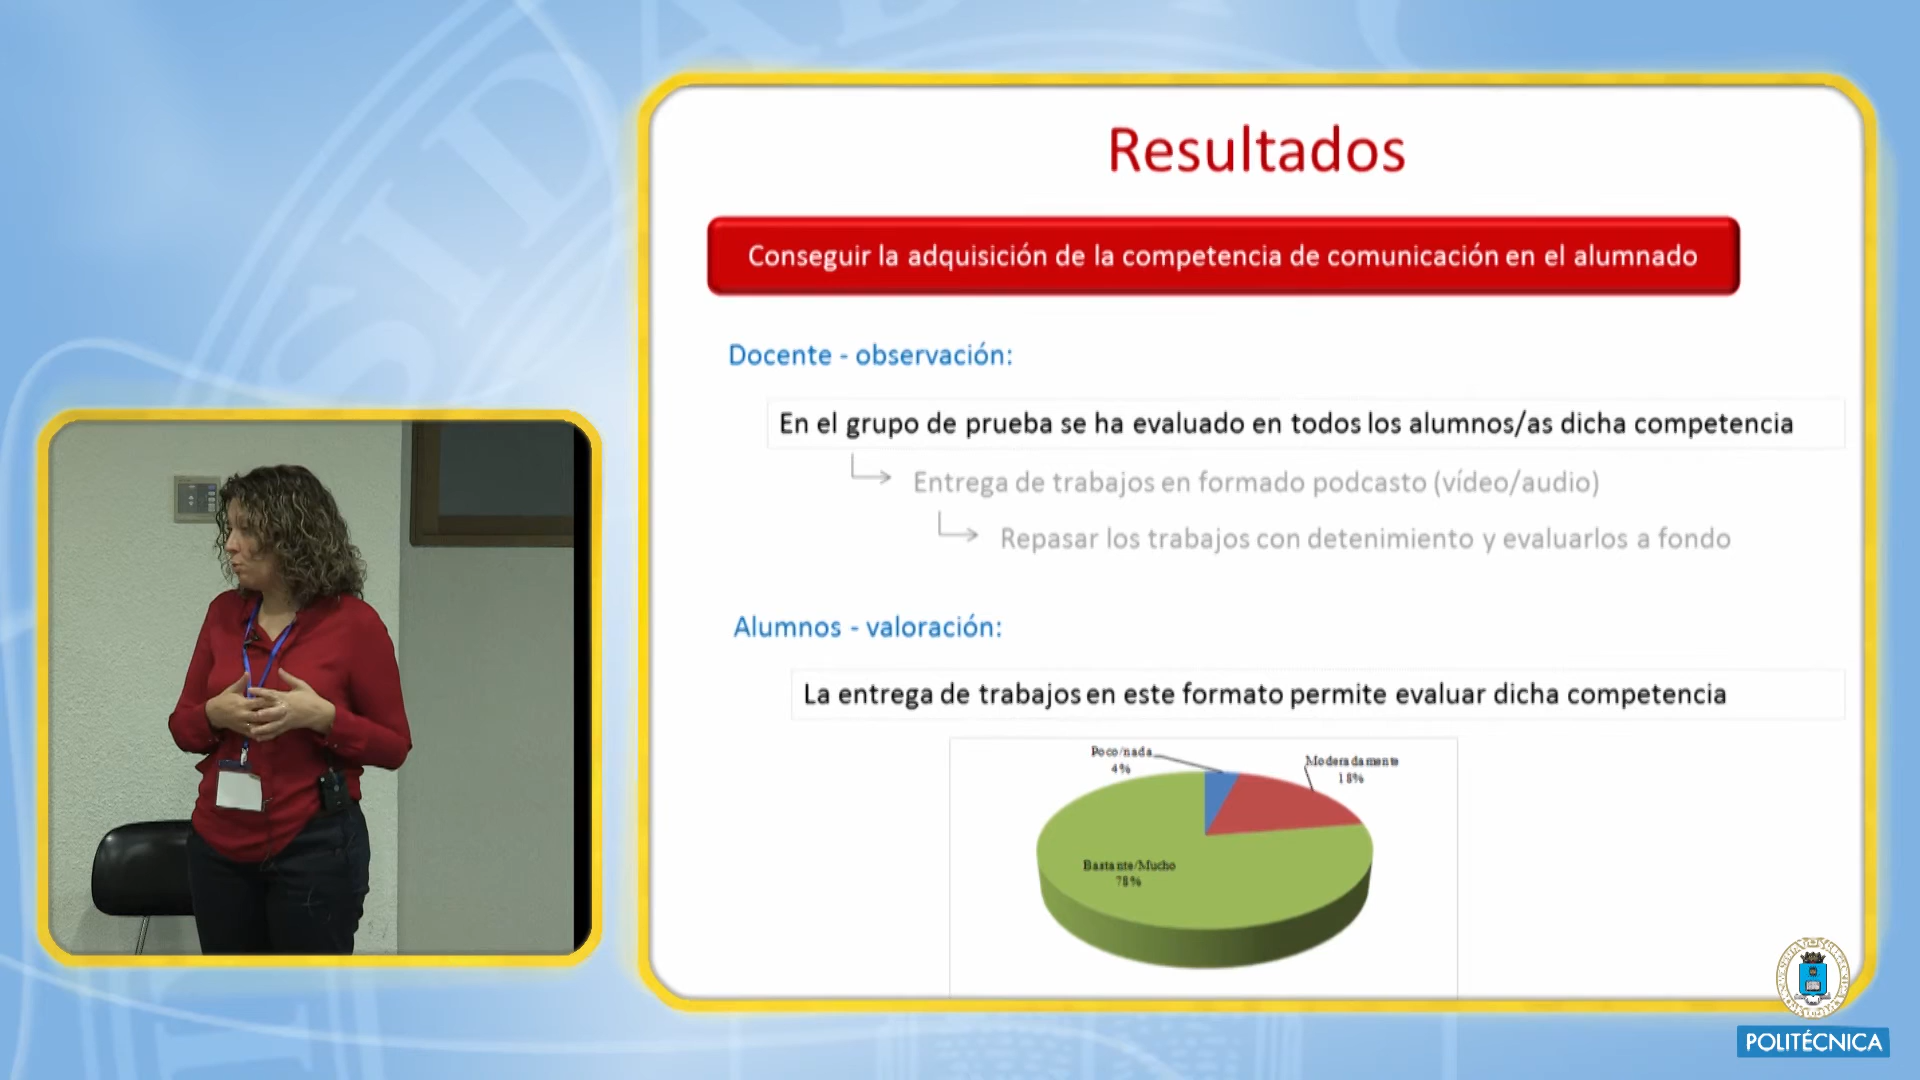 Resultados
Conseguir la adquisición de la competencia de comunicación en el alumnado
Docente - observación:
En el grupo de prueba se ha evaluado en todos los alumnos/as dicha competencia
Entrega de trabajos en formado podcasto (vídeo/audio)
Repasar los trabajos con detenimiento y evaluarlos a fondo
Alumnos - valoración:
La entrega de trabajos en este formato permite evaluar dicha competencia
Poco/nada
4%
Moderadamente
18%
Bastante/Mucho
78%
POLITÉCNICA